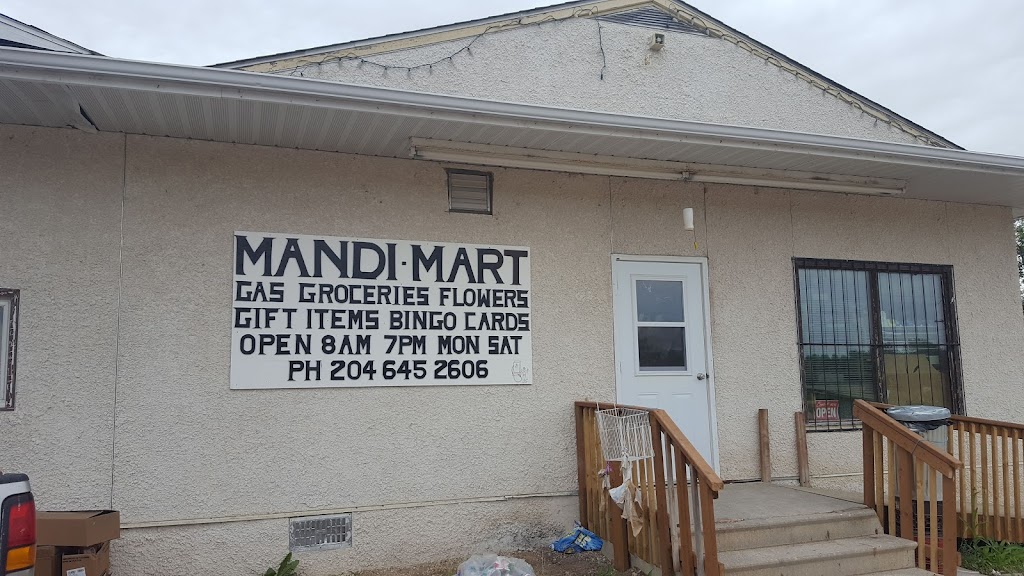 MANDI·MART
GAS GROCERIES FLOWERS
GIFT ITEMS BINGO CARDS
OPEN 8AM 7PM MON SAT
PH 204 645 2606
OPEN